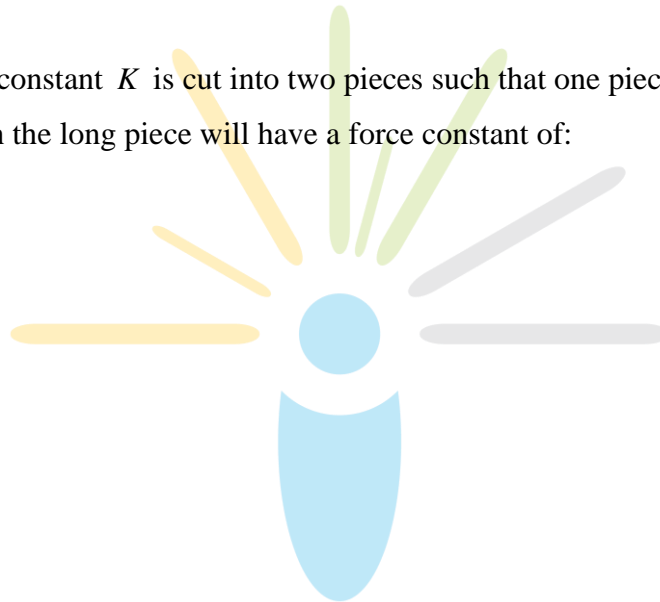 constant K is cut into two pieces such that one piec
the long piece will have a force constant of: